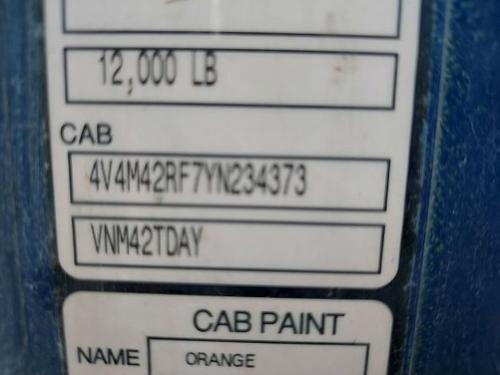 12,000 LB
CAB
4V4M42RF7YN234373
VNM42TDAY
CAB PAINT
NAME ORANGE